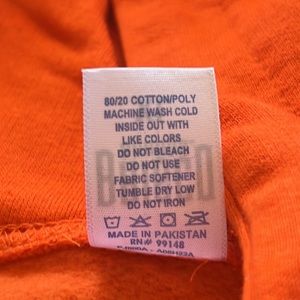 80/20 COTTON/POLY
MACHINE WASH COLD
INSIDE OUT WITH
LIKE COLORS
DO NOT BLEACH
DO NOT USE
FABRIC SOFTENER
TUMBLE DRY LOW
DO NOT IRON
MADE IN PAKISTAN
RN# 99148